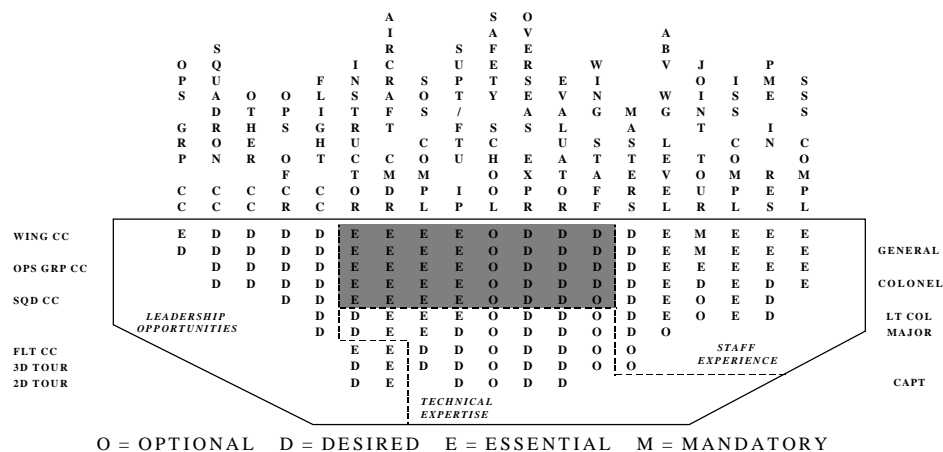 OPS GRP CC
SQUADRON CC
OTHER CC
OPS OFCR
FLIGHT CC
INSTRUCTOR
AIRCRAFT CMDR
SOS COMPL
SUPT/FTU IP
SAFETY SCHOOL
OVERSEAS EXPR
EVALUATOR
WING STAFF
MASTERS
ABV WG LEVEL
JOINT TOUR
ISS COMPL
PME IN RES
SSS COMPL
WING CC E D D D D E E E E O D D D D E M E E E
D D D D D E E E E O D D D D E M E E E GENERAL
OPS GRP CC D D D D E E E E O D D D D E E E E E
D D D D E E E E O D D D D E D E D E COLONEL
SQD CC D D E E E E O D D O D E O E D
LEADERSHIP
OPPORTUNITIES
D D E E E O D D O D E O E D LT COL
D D E E D O D D O D O MAJOR
FLT CC E E D D O D D O O
3D TOUR D E D D O D D O O
2D TOUR D E D O D D CAPT
STAFF
EXPERIENCE
TECHNICAL
EXPERTISE
O = OPTIONAL D = DESIRED E = ESSENTIAL M = MANDATORY